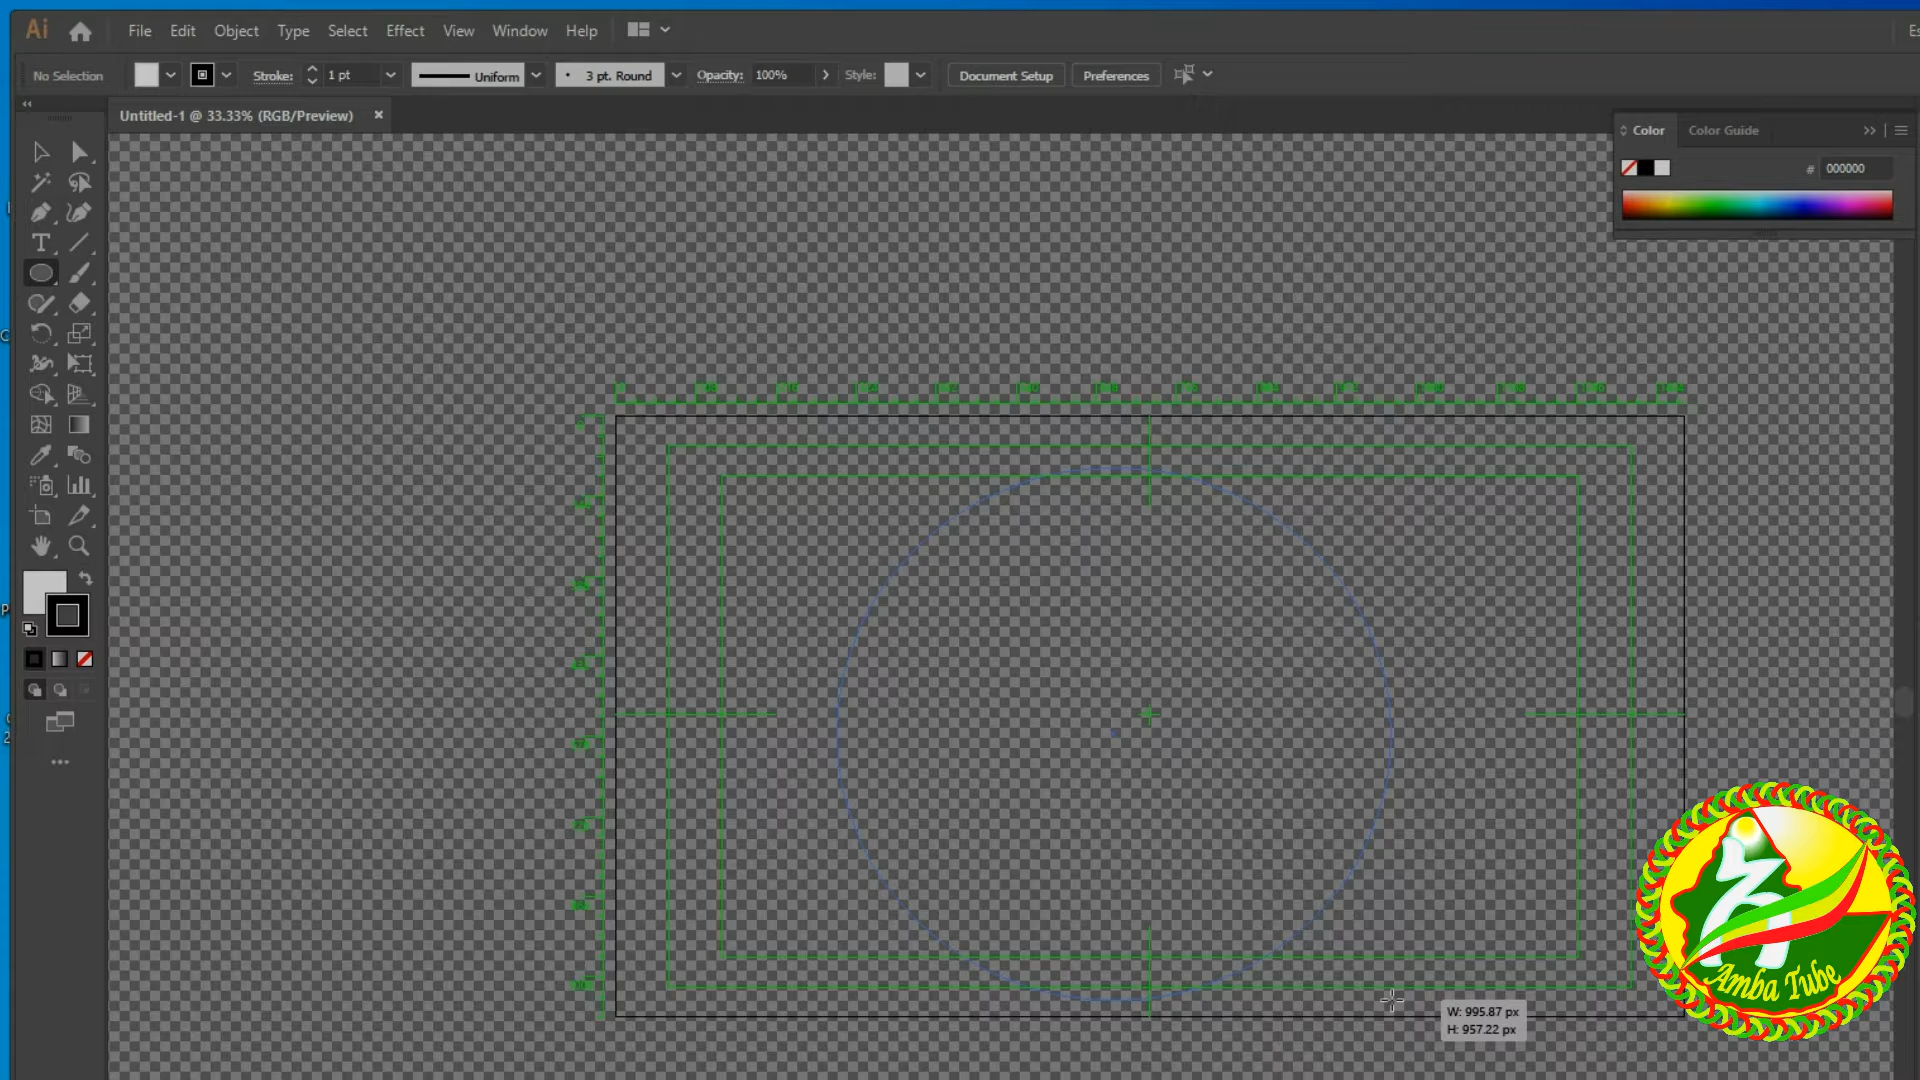 Ai File Edit Object Type Select Effect View Window Help
No Selection Stroke: 1 pt Uniform 3 pt. Round Opacity: 100% Style: Document Setup Preferences
Untitled-1 @ 33.33% (RGB/Preview)
Color Color Guide
# 000000
W: 995.87 px
H: 957.22 px
Amba Tube